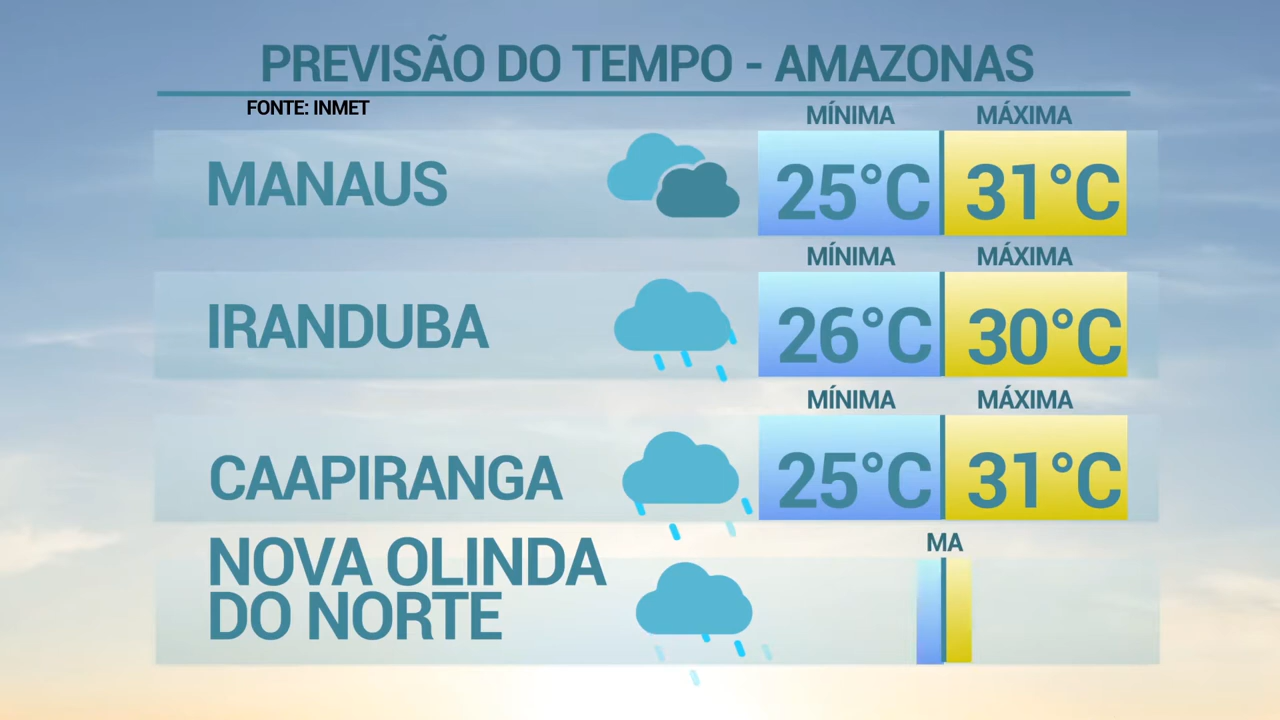 PREVISÃO DO TEMPO - AMAZONAS
FONTE: INMET
MÍNIMA MÁXIMA
MANAUS 25°C 31°C
MÍNIMA MÁXIMA
IRANDUBA 26°C 30°C
MÍNIMA MÁXIMA
CAAPIRANGA 25°C 31°C
MA
NOVA OLINDA
DO NORTE